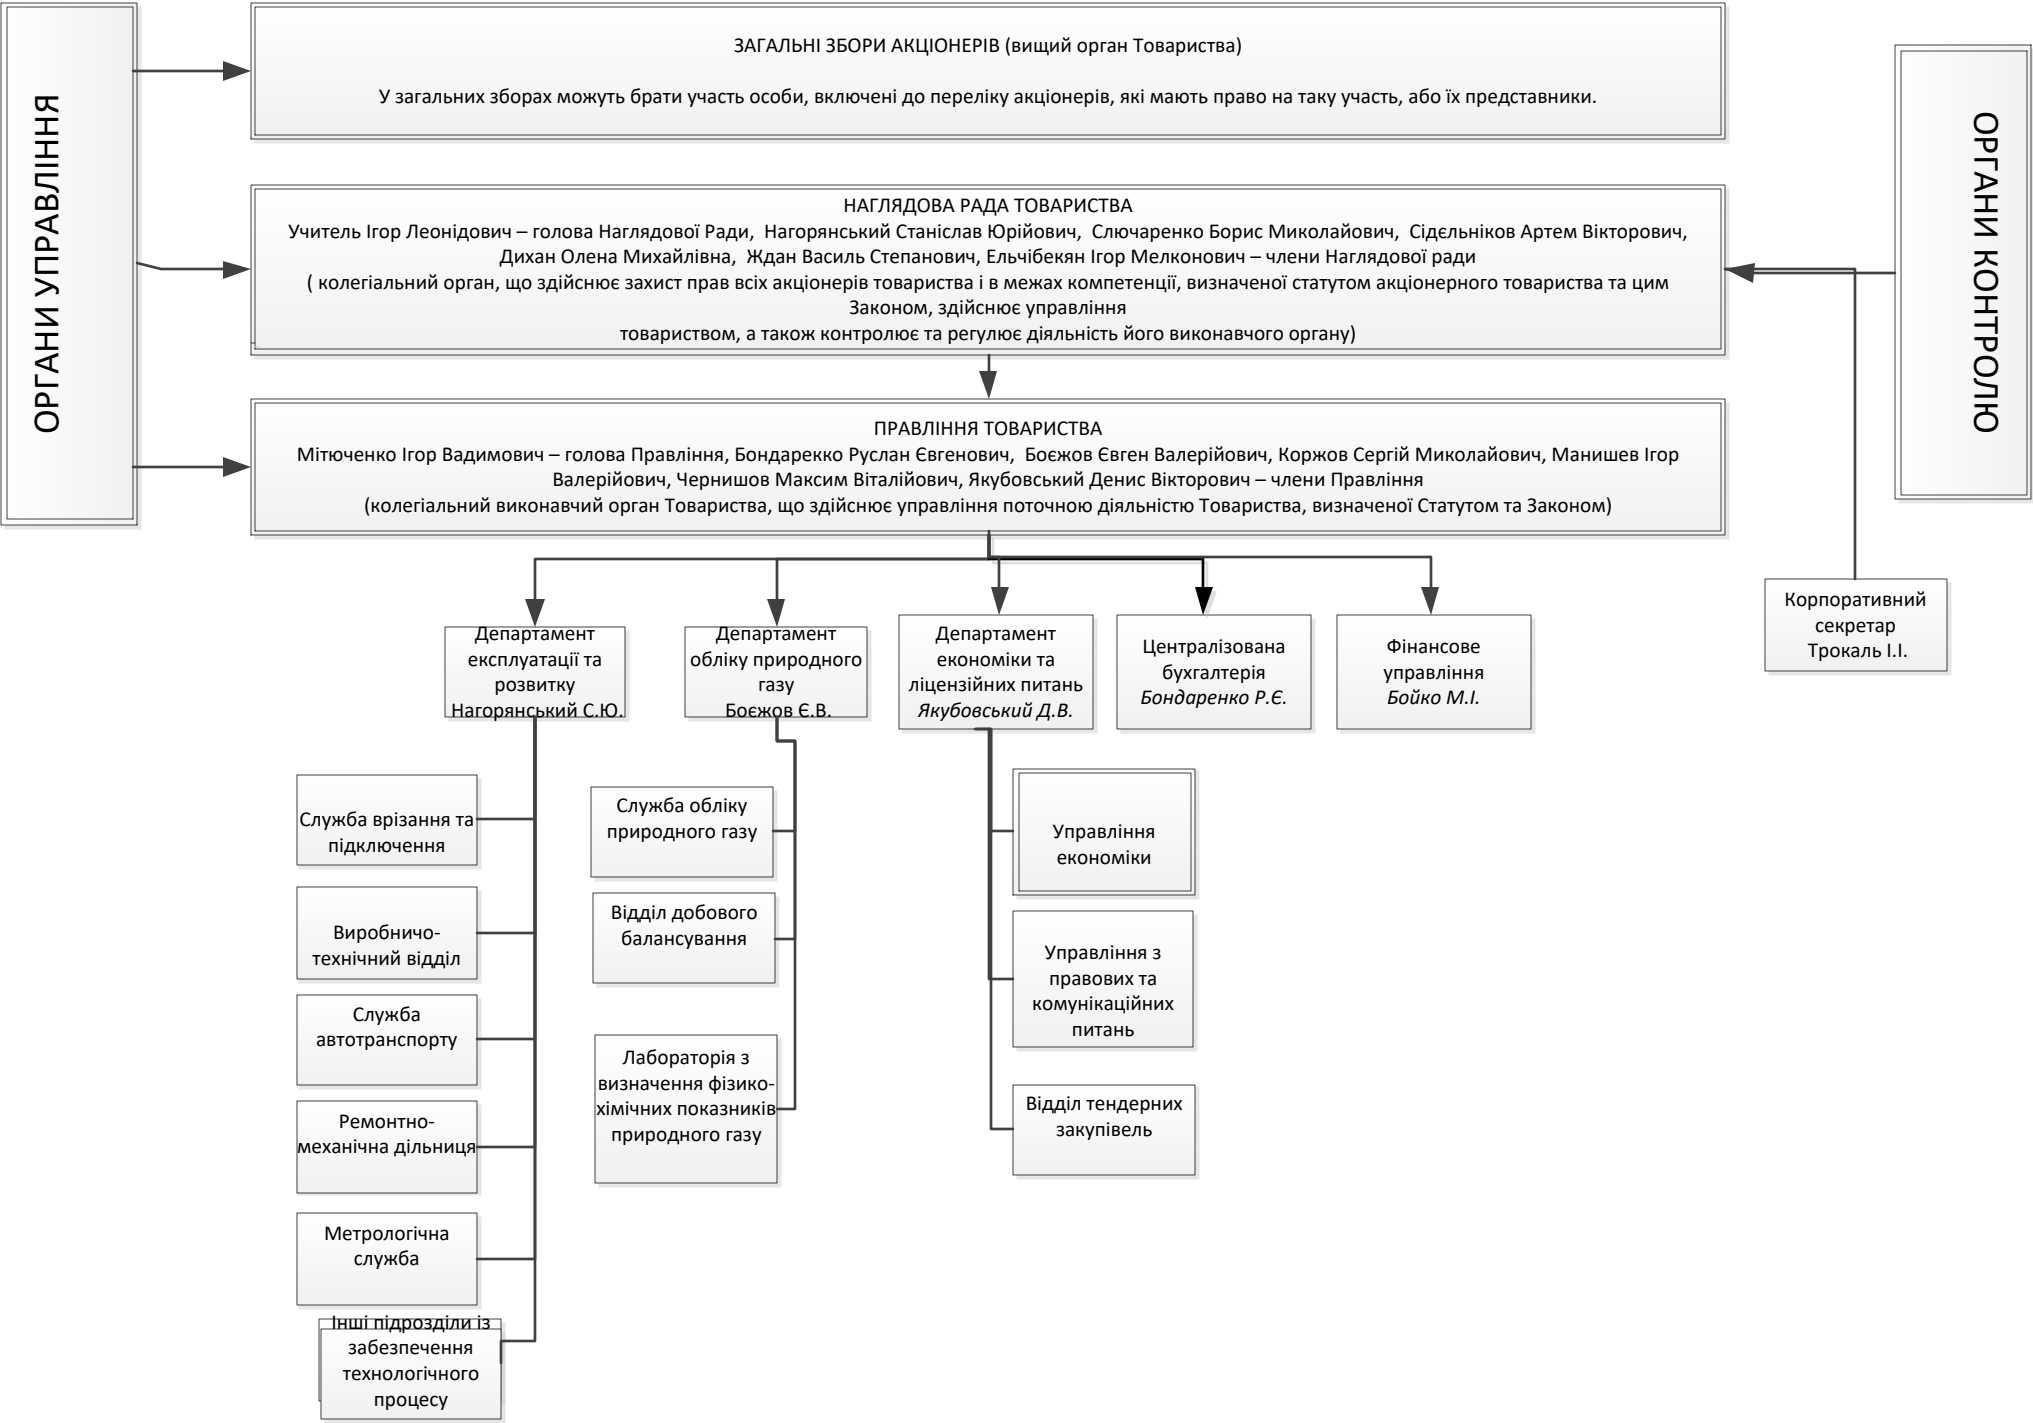 ОРГАНИ УПРАВЛІННЯ
ЗАГАЛЬНІ ЗБОРИ АКЦІОНЕРІВ (вищий орган Товариства)
У загальних зборах можуть брати участь особи, включені до переліку акціонерів, які мають право на таку участь, або їх представники.
ОРГАНИ КОНТРОЛЮ
НАГЛЯДОВА РАДА ТОВАРИСТВА
Учитель Ігор Леонідович – голова Наглядової Ради, Нагорянський Станіслав Юрійович, Слючаренко Борис Миколайович, Сідєльніков Артем Вікторович,
Дихан Олена Михайлівна, Ждан Василь Степанович, Ельчібекян Ігор Мелконович – члени Наглядової ради
( колегіальний орган, що здійснює захист прав всіх акціонерів товариства і в межах компетенції, визначеної статутом акціонерного товариства та цим
Законом, здійснює управління
товариством, а також контролює та регулює діяльність його виконавчого органу)
ПРАВЛІННЯ ТОВАРИСТВА
Мітюченко Ігор Вадимович – голова Правління, Бондарекко Руслан Євгенович, Боєжов Євген Валерійович, Коржов Сергій Миколайович, Манишев Ігор
Валерійович, Чернишов Максим Віталійович, Якубовський Денис Вікторович – члени Правління
(колегіальний виконавчий орган Товариства, що здійснює управління поточною діяльністю Товариства, визначеної Статутом та Законом)
Корпоративний
секретар
Трокаль І.І.
Департамент
експлуатації та
розвитку
Нагорянський С.Ю.
Департамент
обліку природного
газу
Боєжов Є.В.
Департамент
економіки та
ліцензійних питань
Якубовський Д.В.
Централізована
бухгалтерія
Бондаренко Р.Є.
Фінансове
управління
Бойко М.І.
Служба врізання та
підключення
Виробничо-
технічний відділ
Служба
автотранспорту
Ремонтно-
механічна дільниця
Метрологічна
служба
Інші підрозділи із
забезпечення
технологічного
процесу
Служба обліку
природного газу
Відділ добового
балансування
Лабораторія з
визначення фізико-
хімічних показників
природного газу
Управління
економіки
Управління з
правових та
комунікаційних
питань
Відділ тендерних
закупівель